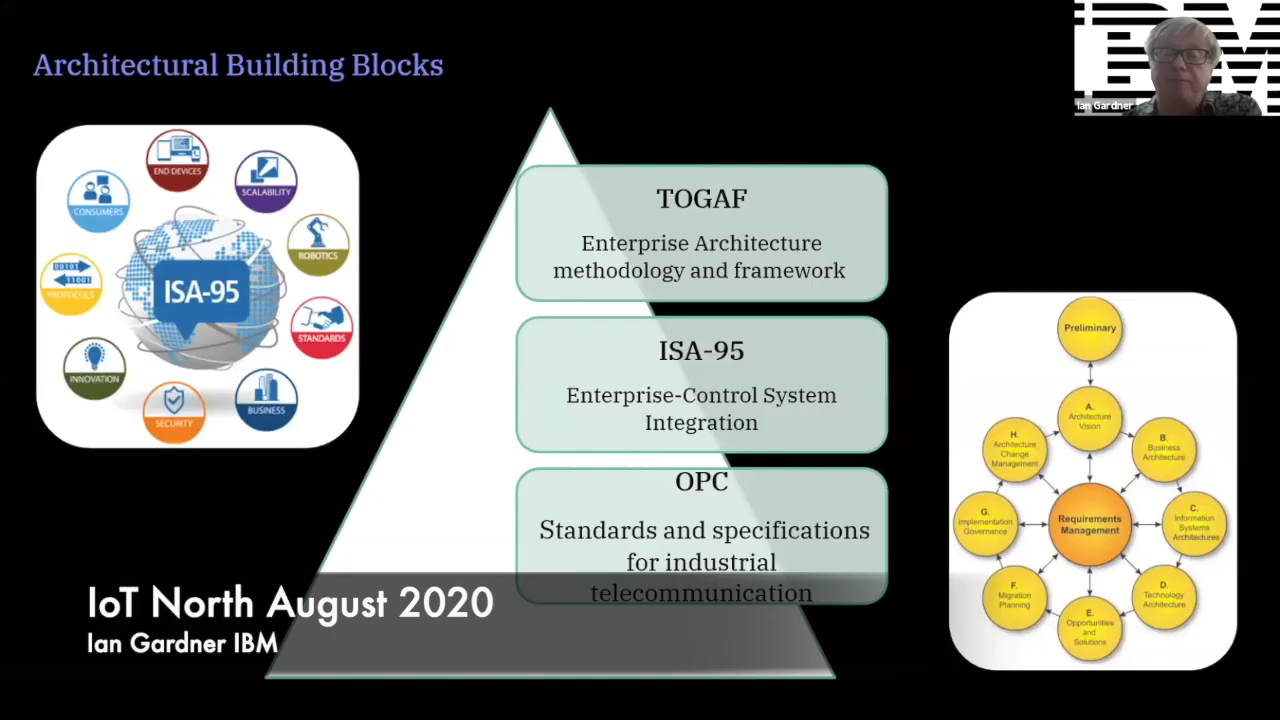 Architectural Building Blocks
IBM
Ian Gardner
END DEVICES
SCALABILITY
CONSUMERS
ROBOTICS
00101
11001
PROTOCOLS
ISA-95
STANDARDS
INNOVATION
BUSINESS
SECURITY
TOGAF
Enterprise Architecture
methodology and framework
ISA-95
Enterprise-Control System
Integration
OPC
Standards and specifications
for industrial
telecommunication
Preliminary
A.
Architecture
Vision
H.
Architecture
Change
Management
B.
Business
Architecture
G.
Implementation
Governance
Requirements
Management
C.
Information
Systems
Architectures
F.
Migration
Planning
D.
Technology
Architecture
E.
Opportunities
and
Solutions
IoT North August 2020
Ian Gardner IBM